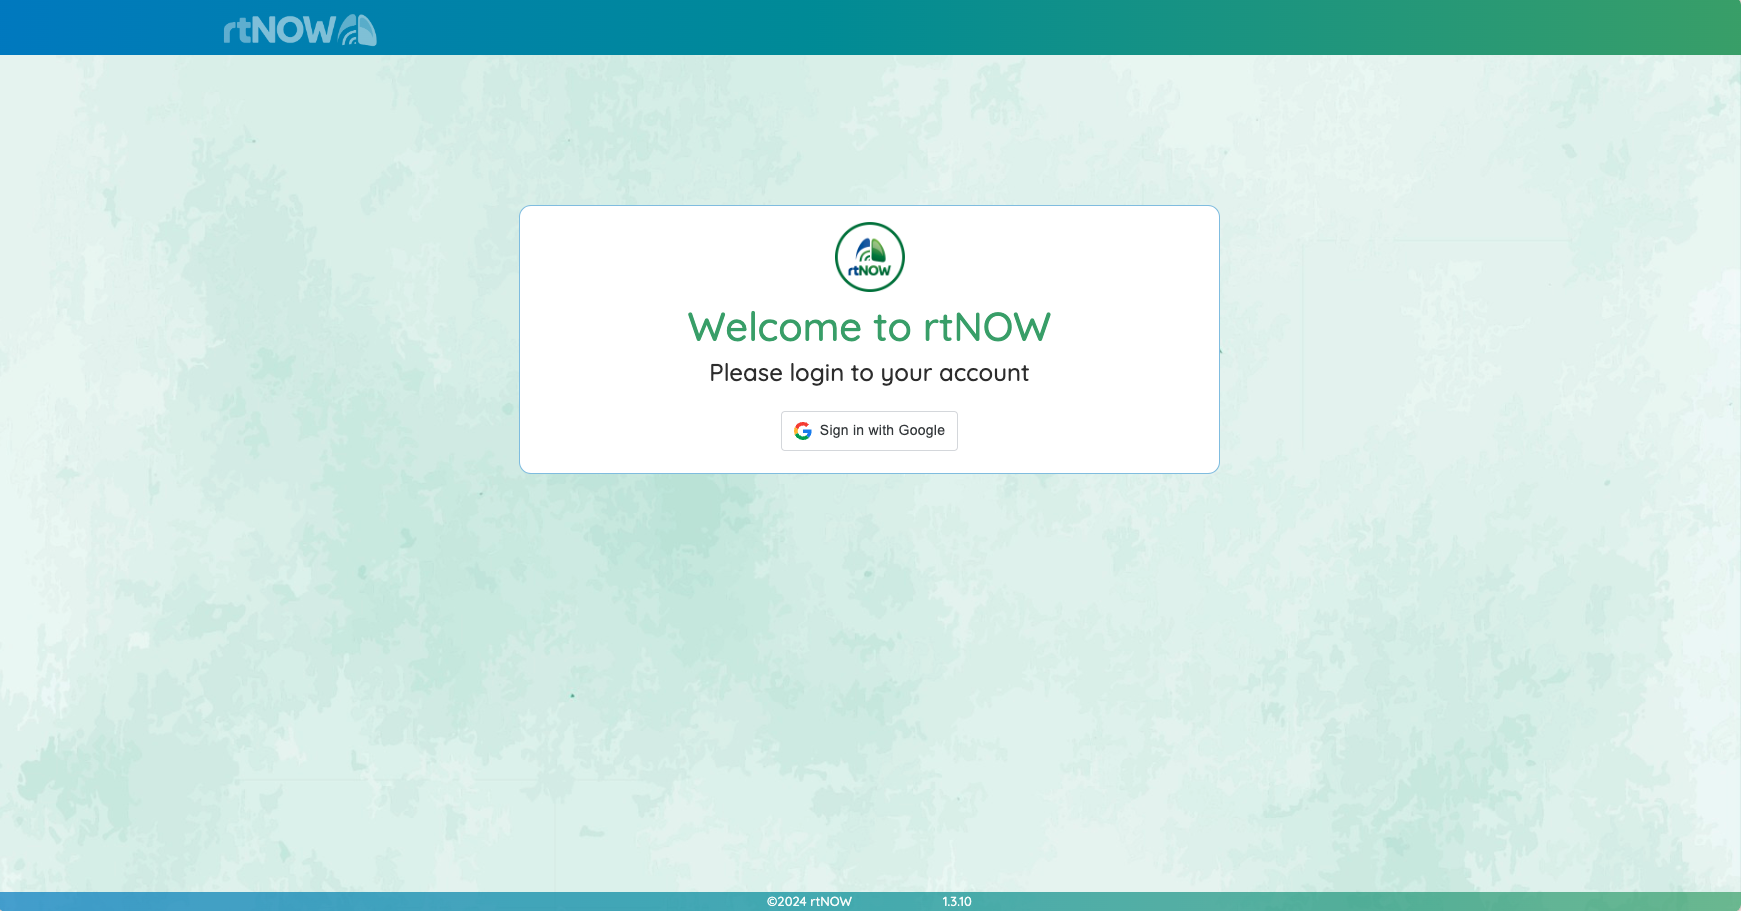 rtNOW
rtNOW
Welcome to rtNOW
Please login to your account
Sign in with Google
©2024 rtNOW 1.3.10